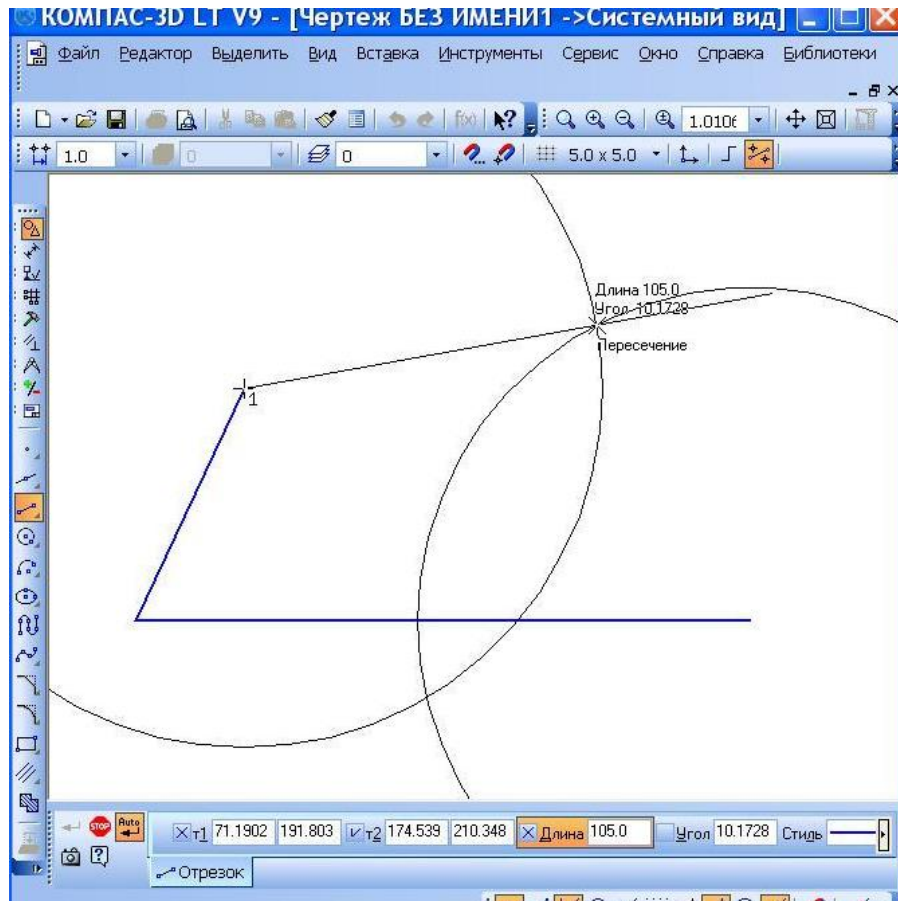 КОМПАС-3D LT V9 - [Чертеж БЕЗ ИМЕНИ1 ->Системный вид]
Файл Редактор Выделить Вид Вставка Инструменты Сервис Окно Справка Библиотеки
f(x) 1.0106
1.0 0 0 5.0 x 5.0
Длина 105.0
Угол 10.1728
Пересечение
1
STOP Auto
т1 71.1902 191.803 т2 174.539 210.348 Длина 105.0 Угол 10.1728 Стиль
Отрезок